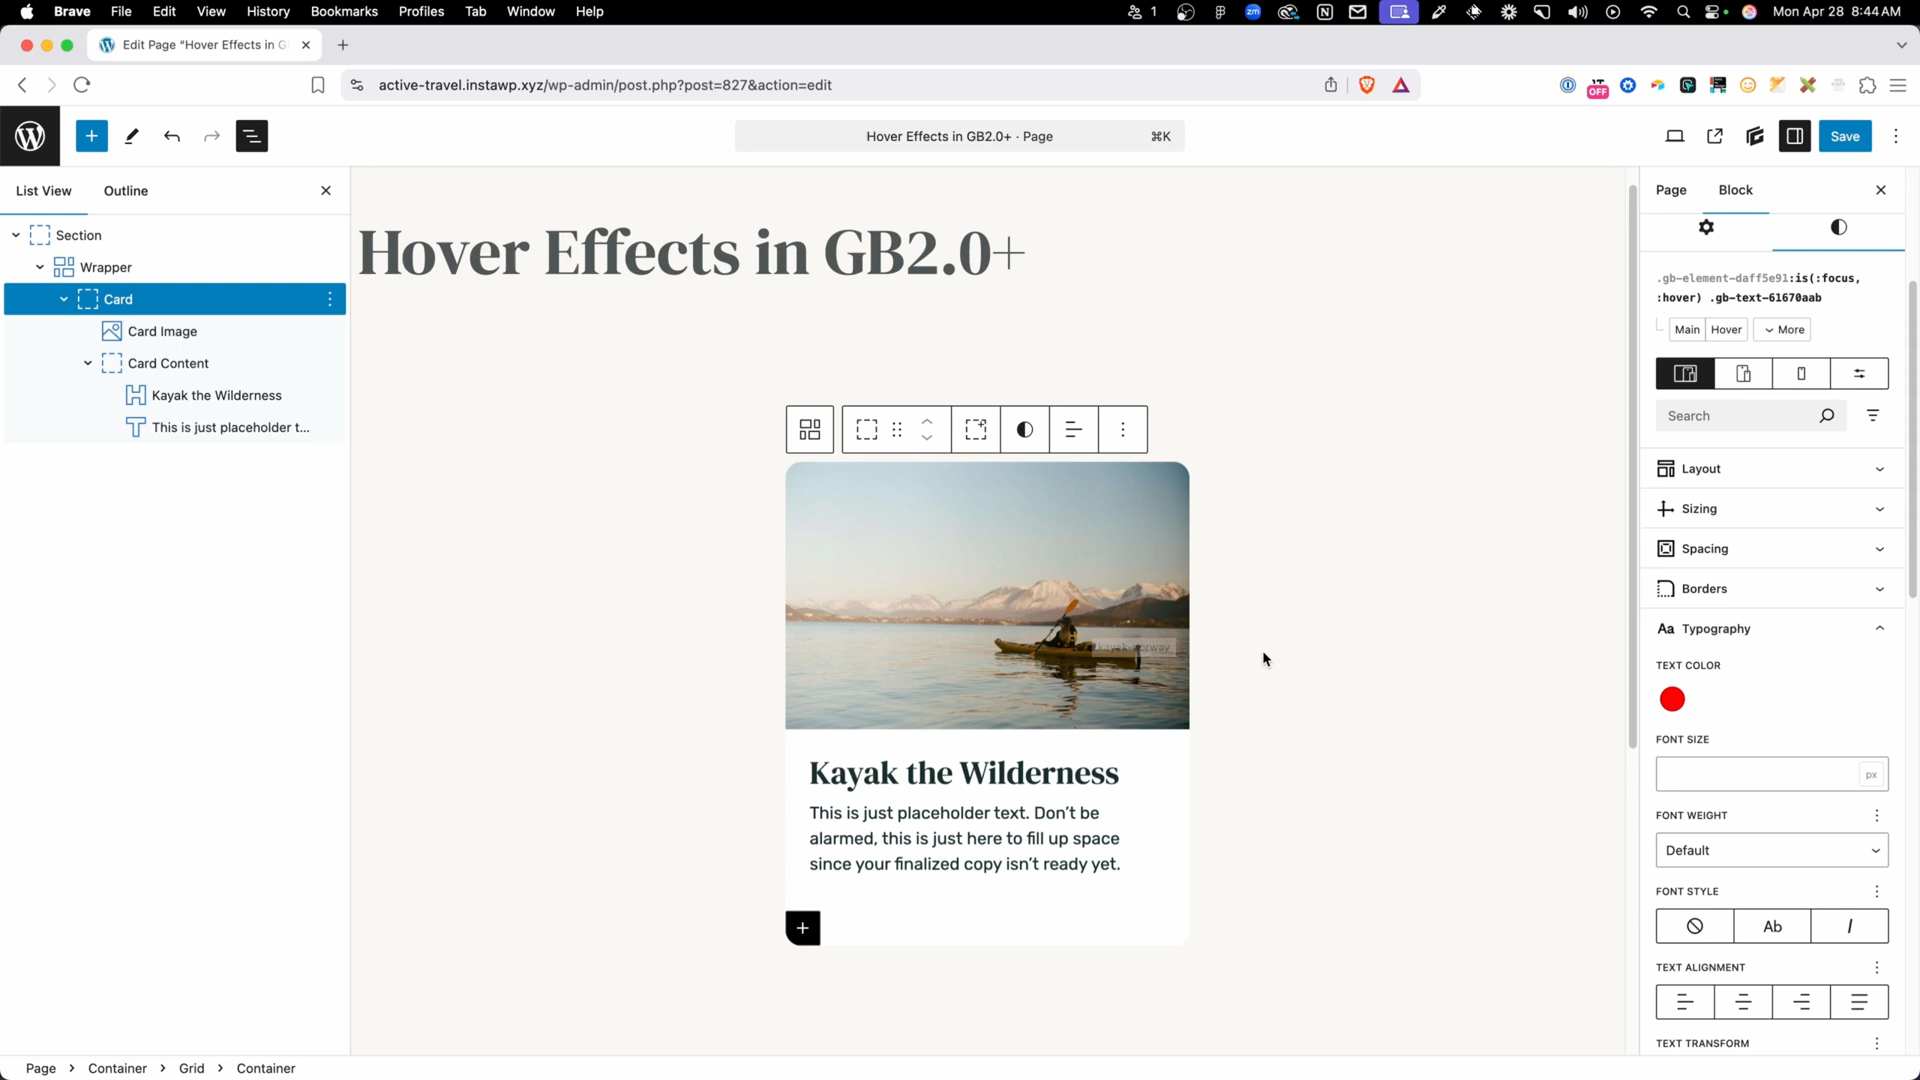 Brave File Edit View History Bookmarks Profiles Tab Window Help
1
zm
Mon Apr 28 8:44 AM
Edit Page “Hover Effects in G
active-travel.instawp.xyz/wp-admin/post.php?post=827&action=edit
OFF
Hover Effects in GB2.0+ · Page ⌘K
Save
List View
Outline
Section
Wrapper
Card
Card Image
Card Content
Kayak the Wilderness
This is just placeholder t...
Hover Effects in GB2.0+
Kayak the Wilderness
This is just placeholder text. Don’t be
alarmed, this is just here to fill up space
since your finalized copy isn’t ready yet.
Page
Block
.gb-element-daff5e91:is(:focus,
:hover) .gb-text-61670aab
Main Hover More
Search
Layout
Sizing
Spacing
Borders
Aa Typography
TEXT COLOR
FONT SIZE
px
FONT WEIGHT
Default
FONT STYLE
Ab I
TEXT ALIGNMENT
TEXT TRANSFORM
Page > Container > Grid > Container